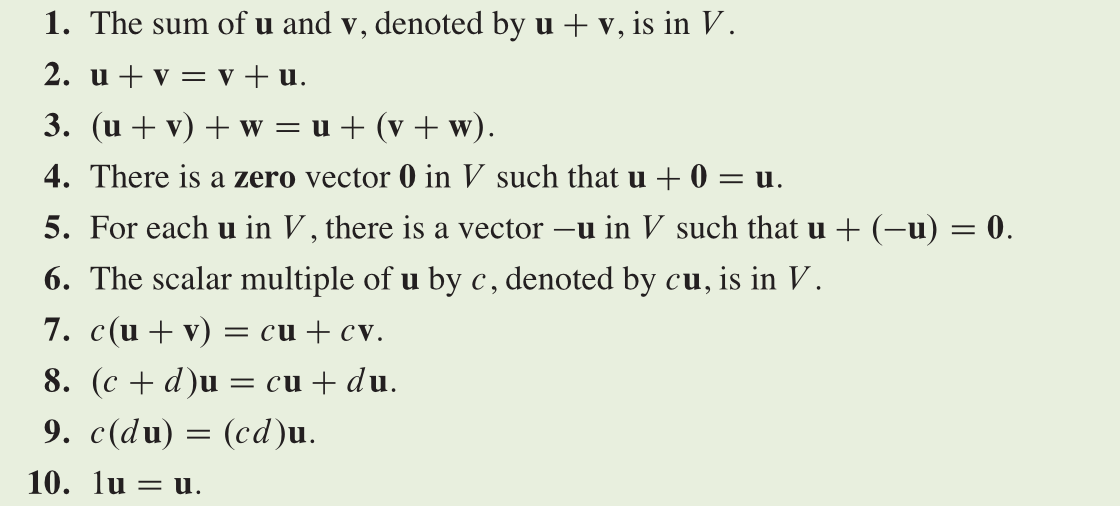 1. The sum of u and v, denoted by u + v, is in V.
2. u + v = v + u.
3. (u + v) + w = u + (v + w).
4. There is a zero vector 0 in V such that u + 0 = u.
5. For each u in V, there is a vector −u in V such that u + (−u) = 0.
6. The scalar multiple of u by c, denoted by cu, is in V.
7. c(u + v) = cu + cv.
8. (c + d)u = cu + du.
9. c(du) = (cd)u.
10. 1u = u.